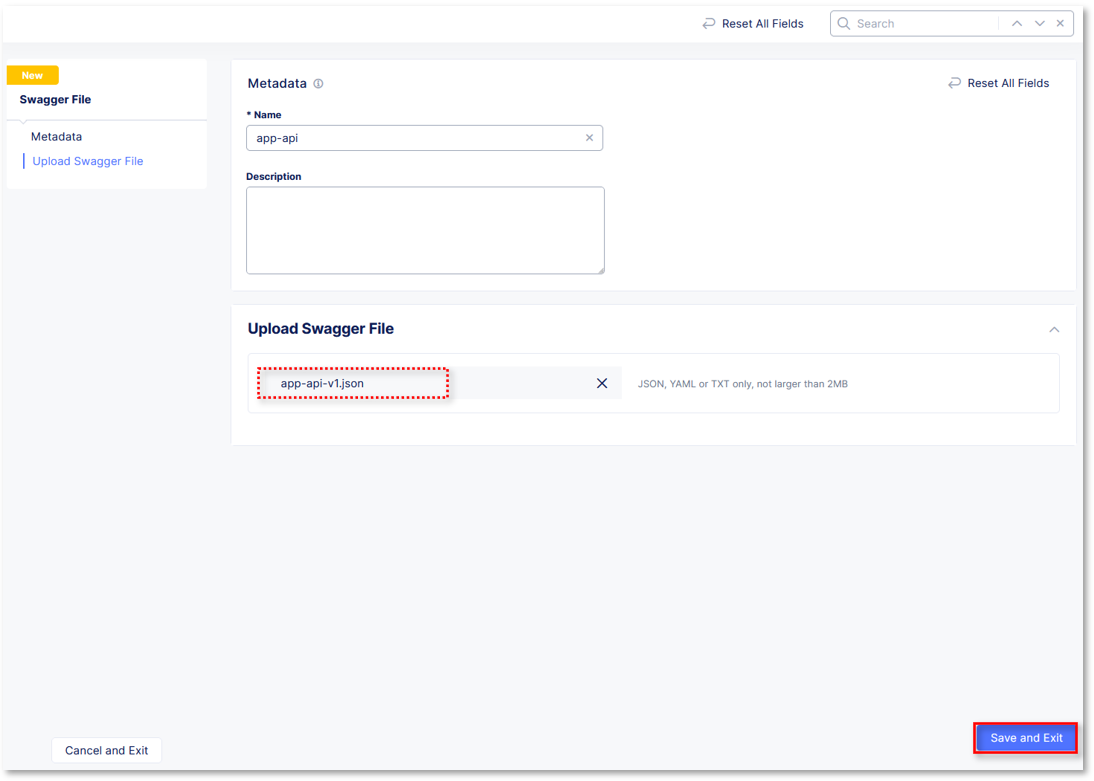 Reset All Fields
Search
New
Swagger File
Metadata
Upload Swagger File
Metadata
Reset All Fields
* Name
app-api
Description
Upload Swagger File
app-api-v1.json
JSON, YAML or TXT only, not larger than 2MB
Cancel and Exit
Save and Exit